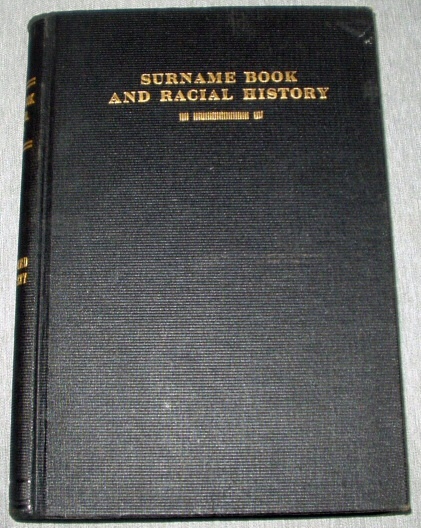 SURNAME BOOK
AND RACIAL HISTORY